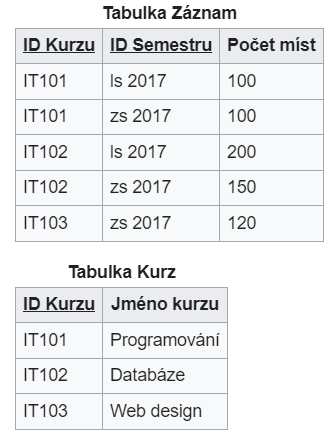 Tabulka Záznam
ID Kurzu ID Semestru Počet míst
IT101 ls 2017 100
IT101 zs 2017 100
IT102 ls 2017 200
IT102 zs 2017 150
IT103 zs 2017 120
Tabulka Kurz
ID Kurzu Jméno kurzu
IT101 Programování
IT102 Databáze
IT103 Web design